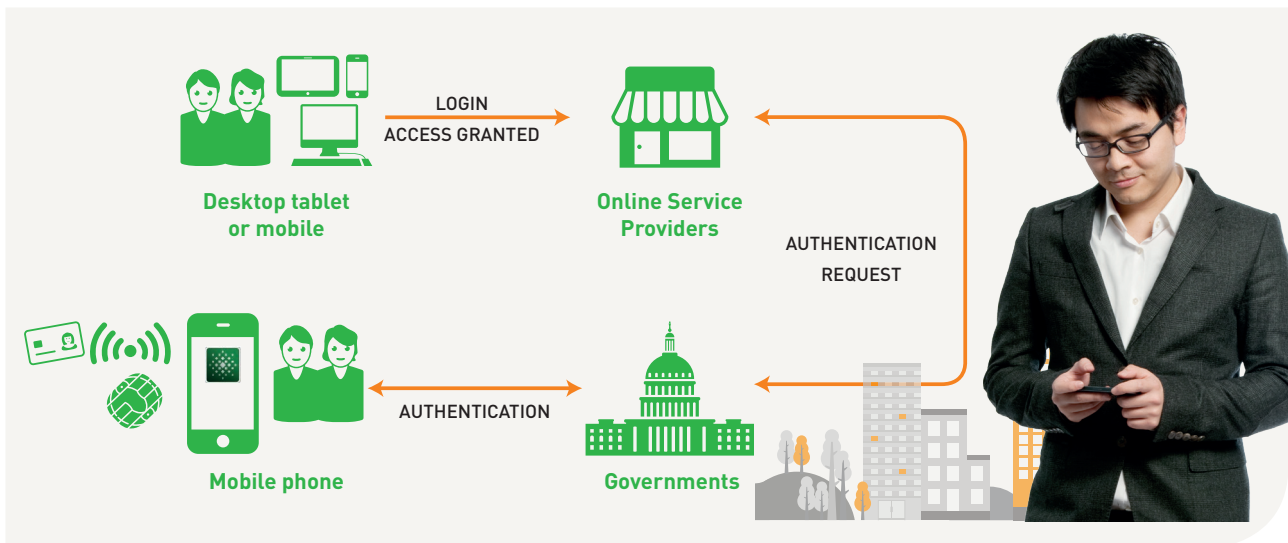 LOGIN
ACCESS GRANTED
Desktop tablet
or mobile
Online Service
Providers
AUTHENTICATION
REQUEST
AUTHENTICATION
Mobile phone
Governments